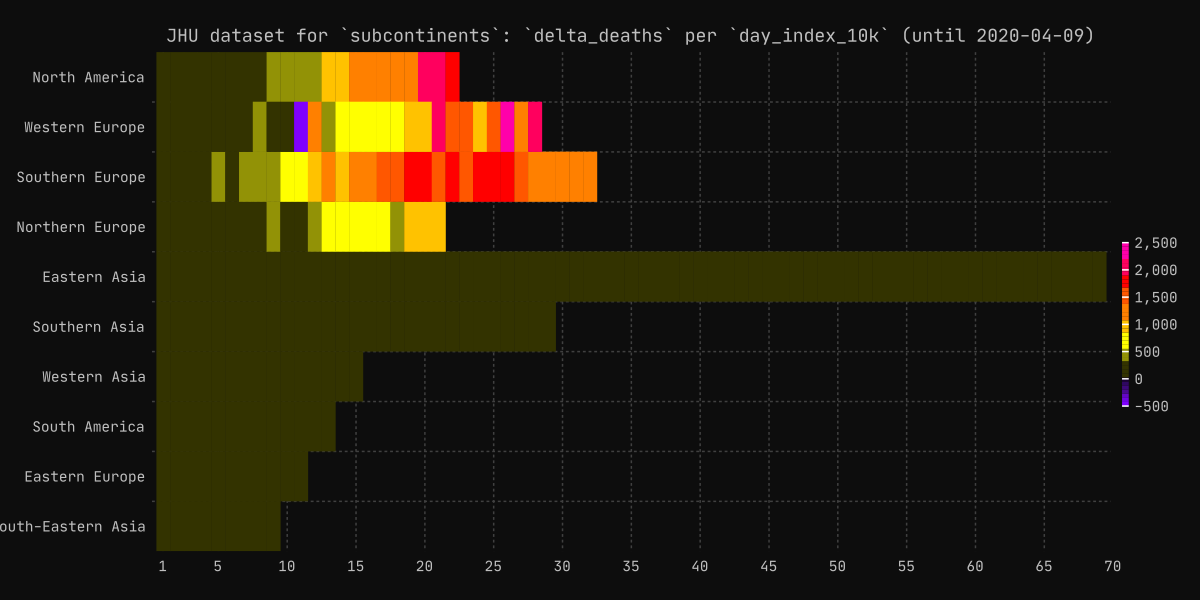 JHU dataset for `subcontinents`: `delta_deaths` per `day_index_10k` (until 2020-04-09)
North America
Western Europe
Southern Europe
Northern Europe
Eastern Asia
Southern Asia
Western Asia
South America
Eastern Europe
outh-Eastern Asia
1 5 10 15 20 25 30 35 40 45 50 55 60 65 70
2,500
2,000
1,500
1,000
500
0
-500